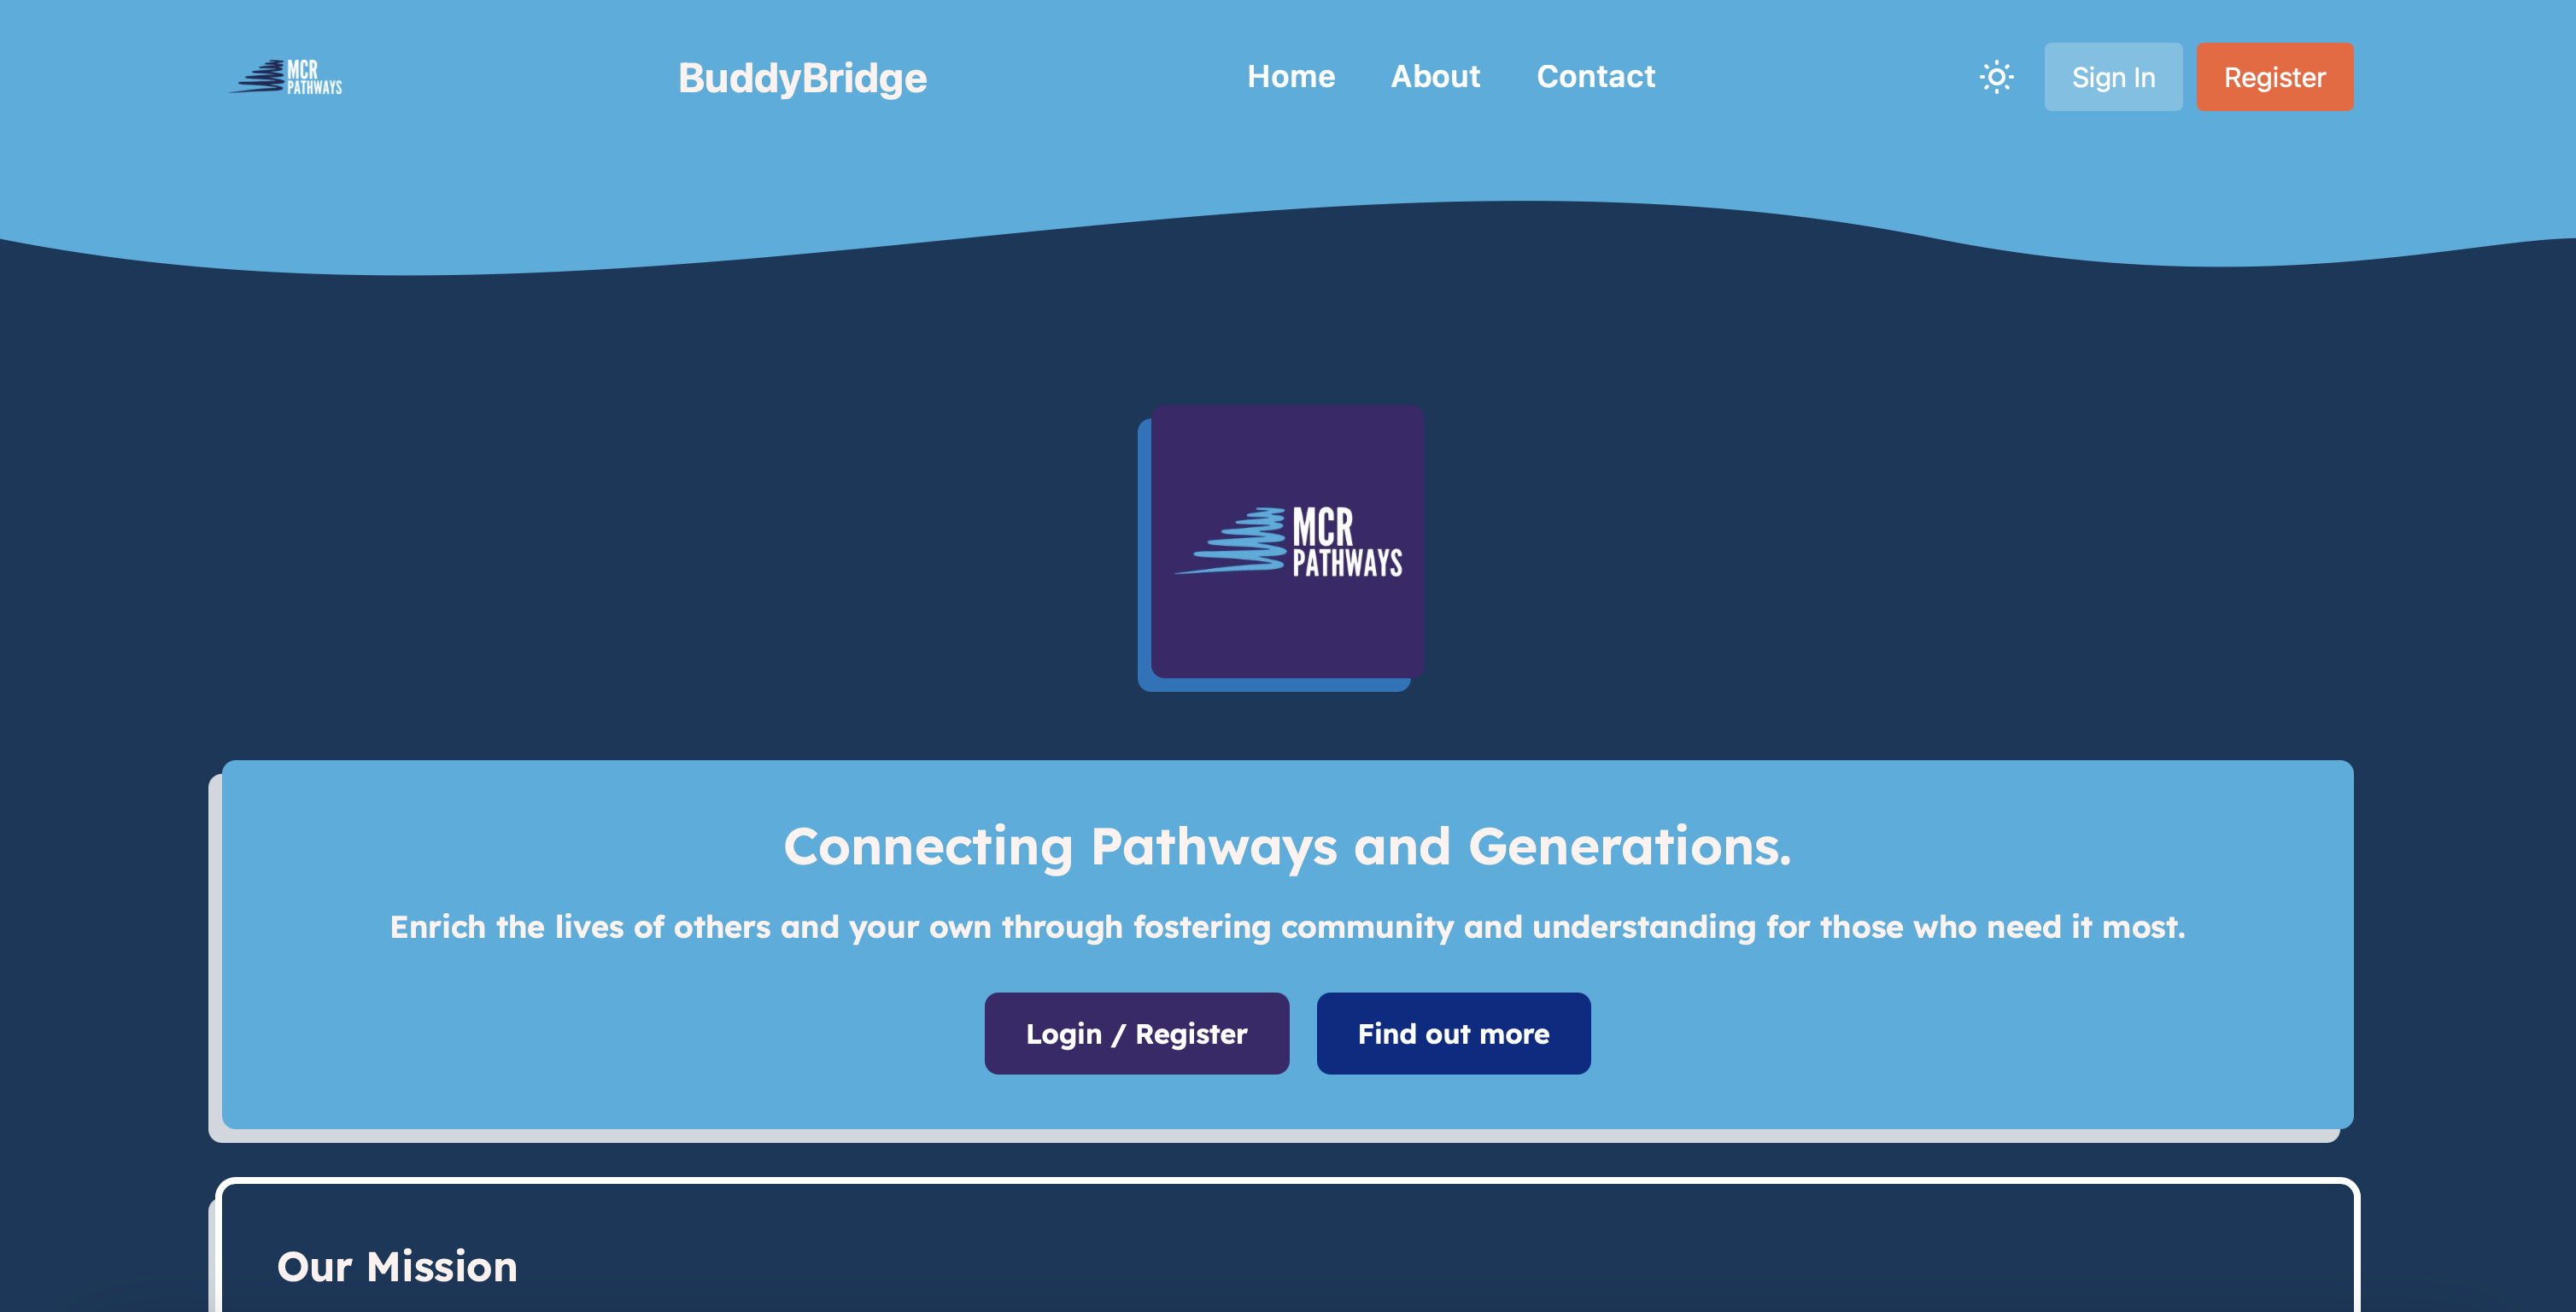 MCR
PATHWAYS
BuddyBridge
Home About Contact
Sign In Register
MCR
PATHWAYS
Connecting Pathways and Generations.
Enrich the lives of others and your own through fostering community and understanding for those who need it most.
Login / Register Find out more
Our Mission